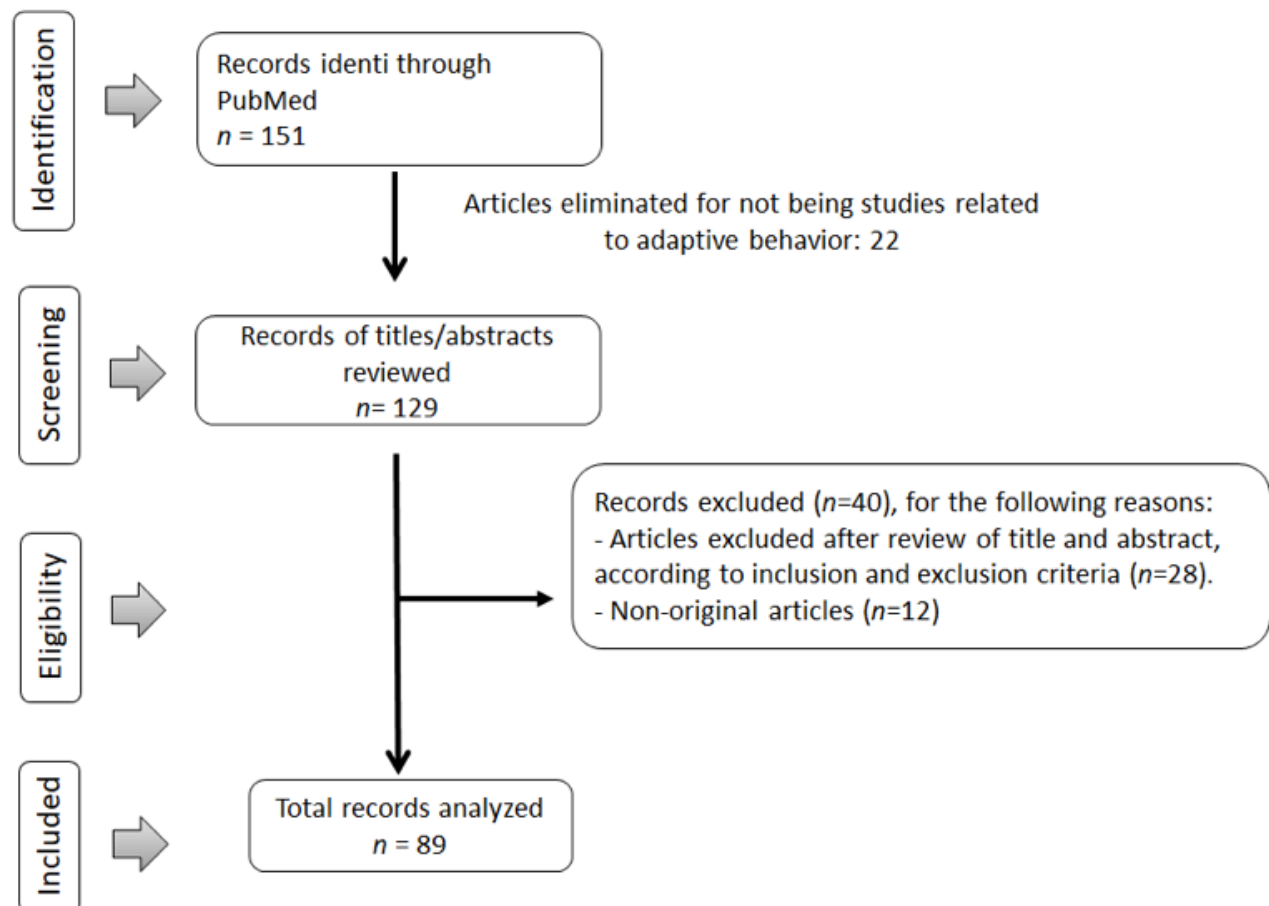 Identification
Records identi through
PubMed
n = 151
Articles eliminated for not being studies related
to adaptive behavior: 22
Screening
Records of titles/abstracts
reviewed
n= 129
Eligibility
Records excluded (n=40), for the following reasons:
- Articles excluded after review of title and abstract,
according to inclusion and exclusion criteria (n=28).
- Non-original articles (n=12)
Included
Total records analyzed
n = 89